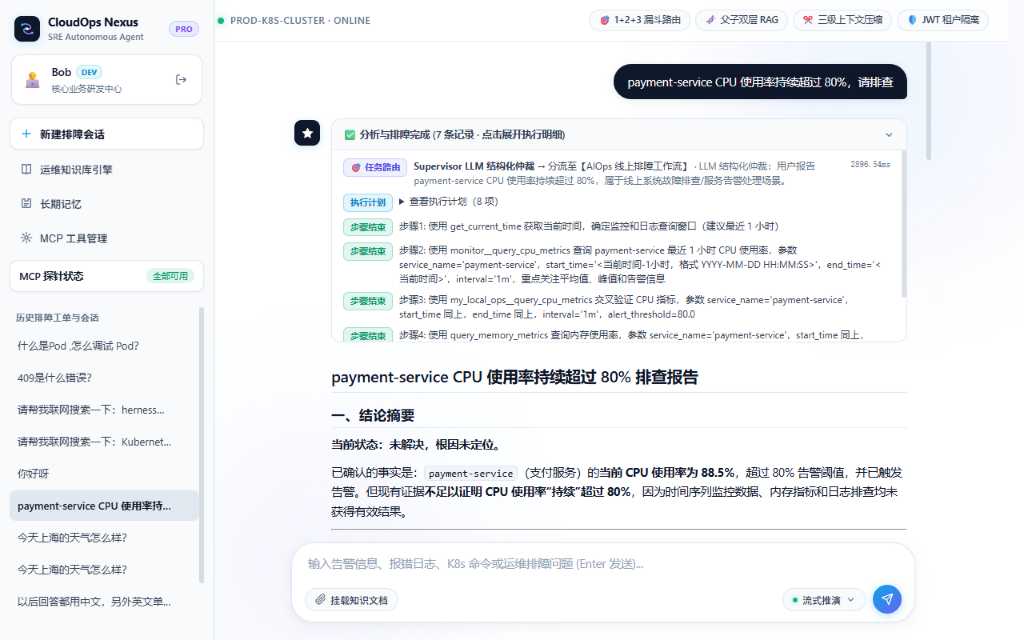 CloudOps Nexus
SRE Autonomous Agent
PRO
Bob DEV
核心业务研发中心
新建排障会话
运维知识库引擎
长期记忆
MCP 工具管理
MCP 探针状态 全部可用
历史排障工单与会话
什么是Pod ,怎么调试 Pod?
409是什么错误?
请帮我联网搜索一下：herness...
请帮我联网搜索一下：Kubernet...
你好呀
payment-service CPU 使用率持...
今天上海的天气怎么样?
今天上海的天气怎么样?
以后回答都用中文，另外英文单...
PROD-K8S-CLUSTER · ONLINE
1+2+3 漏斗路由
父子双层 RAG
三级上下文压缩
JWT 租户隔离
payment-service CPU 使用率持续超过 80%，请排查
分析与排障完成 (7 条记录 · 点击展开执行明细)
任务路由 Supervisor LLM 结构化仲裁 → 分流至【AIOps 线上排障工作流】 · LLM 结构化仲裁：用户报告 2896.54ms
payment-service CPU 使用率持续超过 80%，属于线上系统故障排查/服务告警处理场景。
执行计划 ▶ 查看执行计划（8 项）
步骤结束 步骤1: 使用 get_current_time 获取当前时间，确定监控和日志查询窗口（建议最近 1 小时）
步骤结束 步骤2: 使用 monitor__query_cpu_metrics 查询 payment-service 最近 1 小时 CPU 使用率，参数
service_name='payment-service'，start_time='<当前时间-1小时，格式 YYYY-MM-DD HH:MM:SS>'，end_time='<
当前时间>'，interval='1m'，重点关注平均值、峰值和告警信息
步骤结束 步骤3: 使用 my_local_ops__query_cpu_metrics 交叉验证 CPU 指标，参数 service_name='payment-service'，
start_time 同上，end_time 同上，interval='1m'，alert_threshold=80.0
步骤结束 步骤4: 使用 query_memory_metrics 查询内存使用率，参数 service_name='payment-service'，start_time 同上，
payment-service CPU 使用率持续超过 80% 排查报告
一、结论摘要
当前状态：未解决，根因未定位。
已确认的事实是： payment-service （支付服务）的当前 CPU 使用率为 88.5%，超过 80% 告警阈值，并已触发
告警。但现有证据不足以证明 CPU 使用率“持续”超过 80%，因为时间序列监控数据、内存指标和日志排查均未
获得有效结果。
输入告警信息、报错日志、K8s 命令或运维排障问题 (Enter 发送)...
挂载知识文档
流式推演